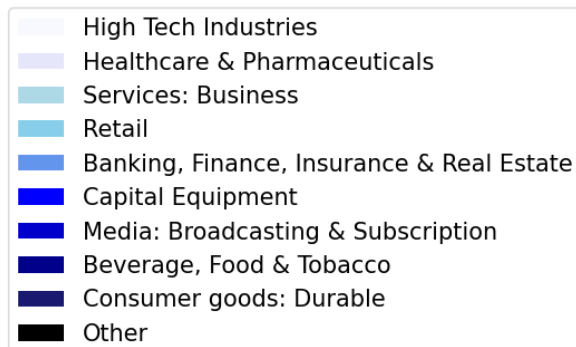 High Tech Industries
Healthcare & Pharmaceuticals
Services: Business
Retail
Banking, Finance, Insurance & Real Estate
Capital Equipment
Media: Broadcasting & Subscription
Beverage, Food & Tobacco
Consumer goods: Durable
Other